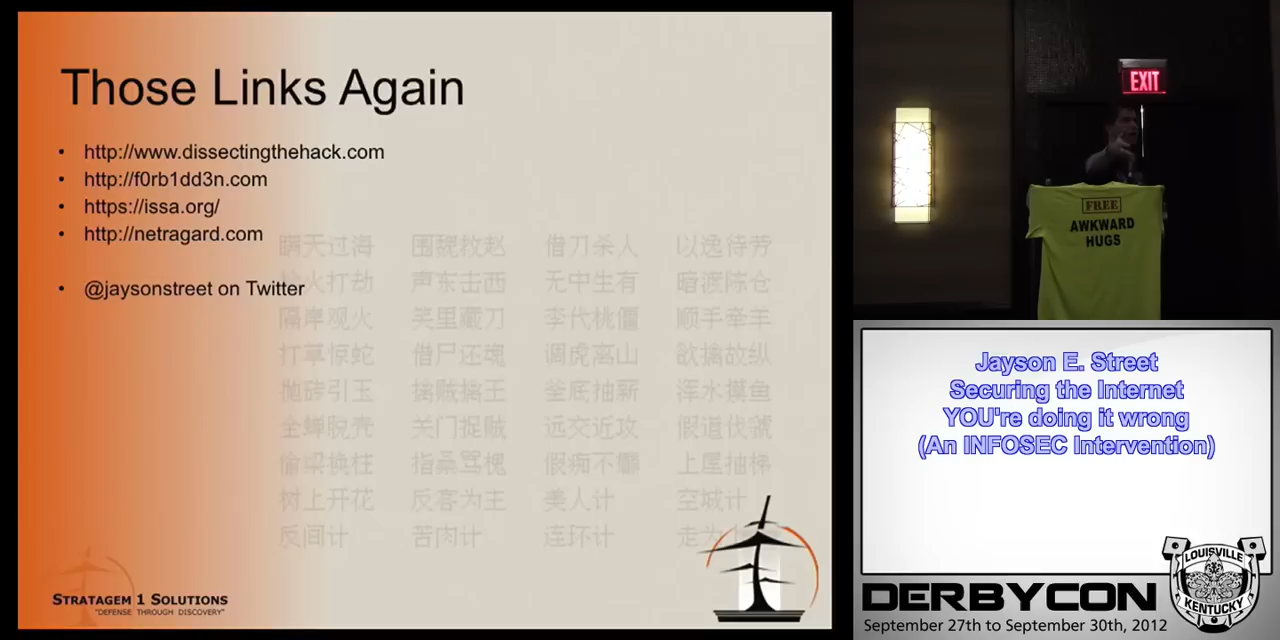 Those Links Again
• http://www.dissectingthehack.com
• http://f0rb1dd3n.com
• https://issa.org/
• http://netragard.com
• @jaysonstreet on Twitter
瞒天过海 围魏救赵 借刀杀人 以逸待劳
火打劫 声东击西 无中生有 暗渡陈仓
隔岸观火 笑里藏刀 李代桃僵 顺手牵羊
打草惊蛇 借尸还魂 调虎离山 欲擒故纵
抛砖引玉 擒贼擒王 釜底抽薪 浑水摸鱼
金蝉脱壳 关门捉贼 远交近攻 假道伐虢
偷梁换柱 指桑骂槐 假痴不癫 上屋抽梯
树上开花 反客为主 美人计 空城计
反间计 苦肉计 连环计 走为
STRATAGEM 1 SOLUTIONS
"DEFENSE THROUGH DISCOVERY"
EXIT
FREE
AWKWARD
HUGS
Jayson E. Street
Securing the Internet
YOU're doing it wrong
(An INFOSEC Intervention)
DERBYCON
September 27th to September 30th, 2012
LOUISVILLE
KENTUCKY